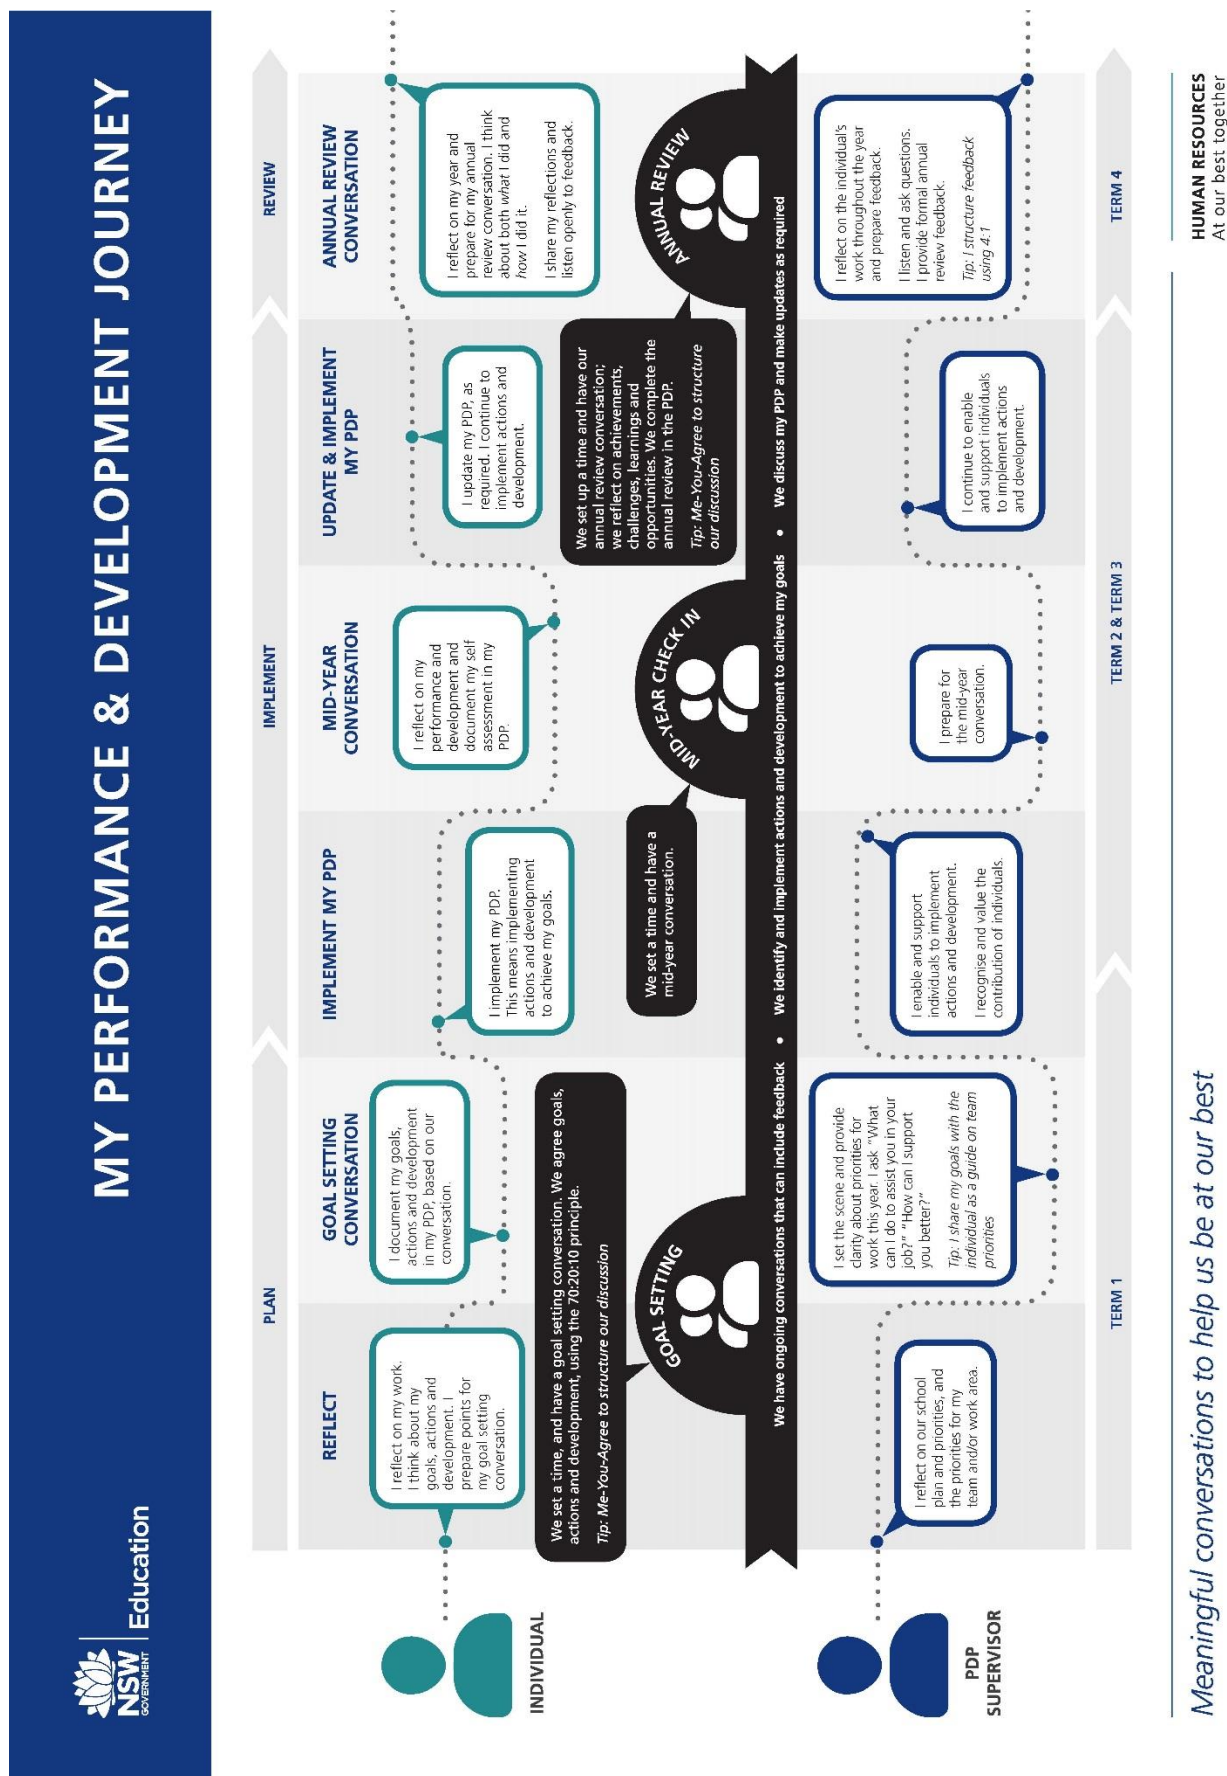 NSW
GOVERNMENT
Education
MY PERFORMANCE & DEVELOPMENT JOURNEY
PLAN
IMPLEMENT
REVIEW
REFLECT
GOAL SETTING
CONVERSATION
IMPLEMENT MY PDP
MID-YEAR
CONVERSATION
UPDATE & IMPLEMENT
MY PDP
ANNUAL REVIEW
CONVERSATION
INDIVIDUAL
I reflect on my work.
I think about my
goals, actions and
development. I
prepare points for
my goal setting
conversation.
I document my goals,
actions and development
in my PDP, based on our
conversation.
I implement my PDP.
This means implementing
actions and development
to achieve my goals.
I reflect on my
performance and
development and
document my self
assessment in my
PDP.
I update my PDP, as
required. I continue to
implement actions and
development.
I reflect on my year and
prepare for my annual
review conversation. I think
about both what I did and
how I did it.
I share my reflections and
listen openly to feedback.
We set a time, and have a goal setting conversation. We agree goals,
actions and development, using the 70:20:10 principle.
Tip: Me-You-Agree to structure our discussion
We set a time and have a
mid-year conversation.
We set up a time and have our
annual review conversation;
we reflect on achievements,
challenges, learnings and
opportunities. We complete the
annual review in the PDP.
Tip: Me-You-Agree to structure
our discussion
GOAL SETTING
MID-YEAR CHECK IN
ANNUAL REVIEW
We have ongoing conversations that can include feedback • We identify and implement actions and development to achieve my goals • We discuss my PDP and make updates as required
PDP
SUPERVISOR
I reflect on our school
plan and priorities, and
the priorities for my
team and/or work area.
I set the scene and provide
clarity about priorities for
work this year. I ask "What
can I do to assist you in your
job?" "How can I support
you better?"
Tip: I share my goals with the
individual as a guide on team
priorities
I enable and support
individuals to implement
actions and development.
I recognise and value the
contribution of individuals.
I prepare for
the mid-year
conversation.
I continue to enable
and support individuals
to implement actions
and development.
I reflect on the individual's
work throughout the year
and prepare feedback.
I listen and ask questions.
I provide formal annual
review feedback.
Tip: I structure feedback
using 4:1
TERM 1
TERM 2 & TERM 3
TERM 4
Meaningful conversations to help us be at our best
HUMAN RESOURCES
At our best together